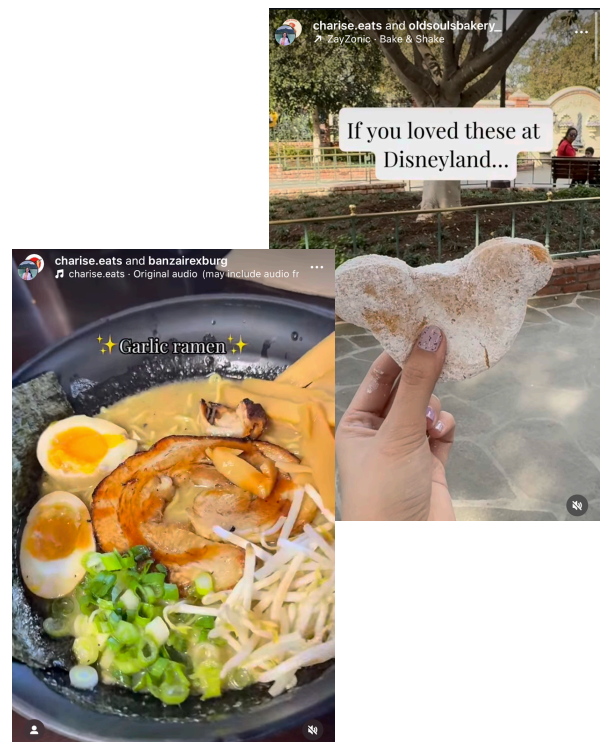 charise.eats and oldsoulsbakery_
ZayZonic · Bake & Shake
If you loved these at
Disneyland...
charise.eats and banzairexburg
charise.eats · Original audio (may include audio fr
✨Garlic ramen✨